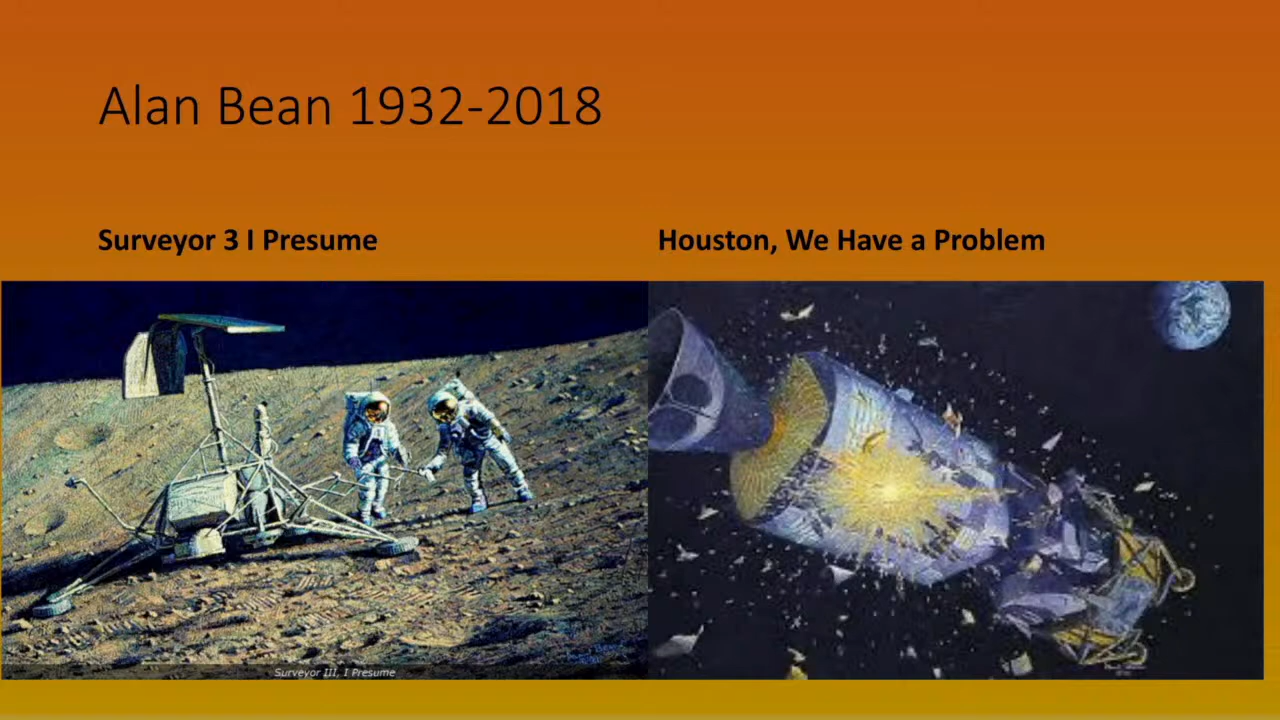 Alan Bean 1932-2018
Surveyor 3 I Presume
Houston, We Have a Problem
Surveyor III, I Presume